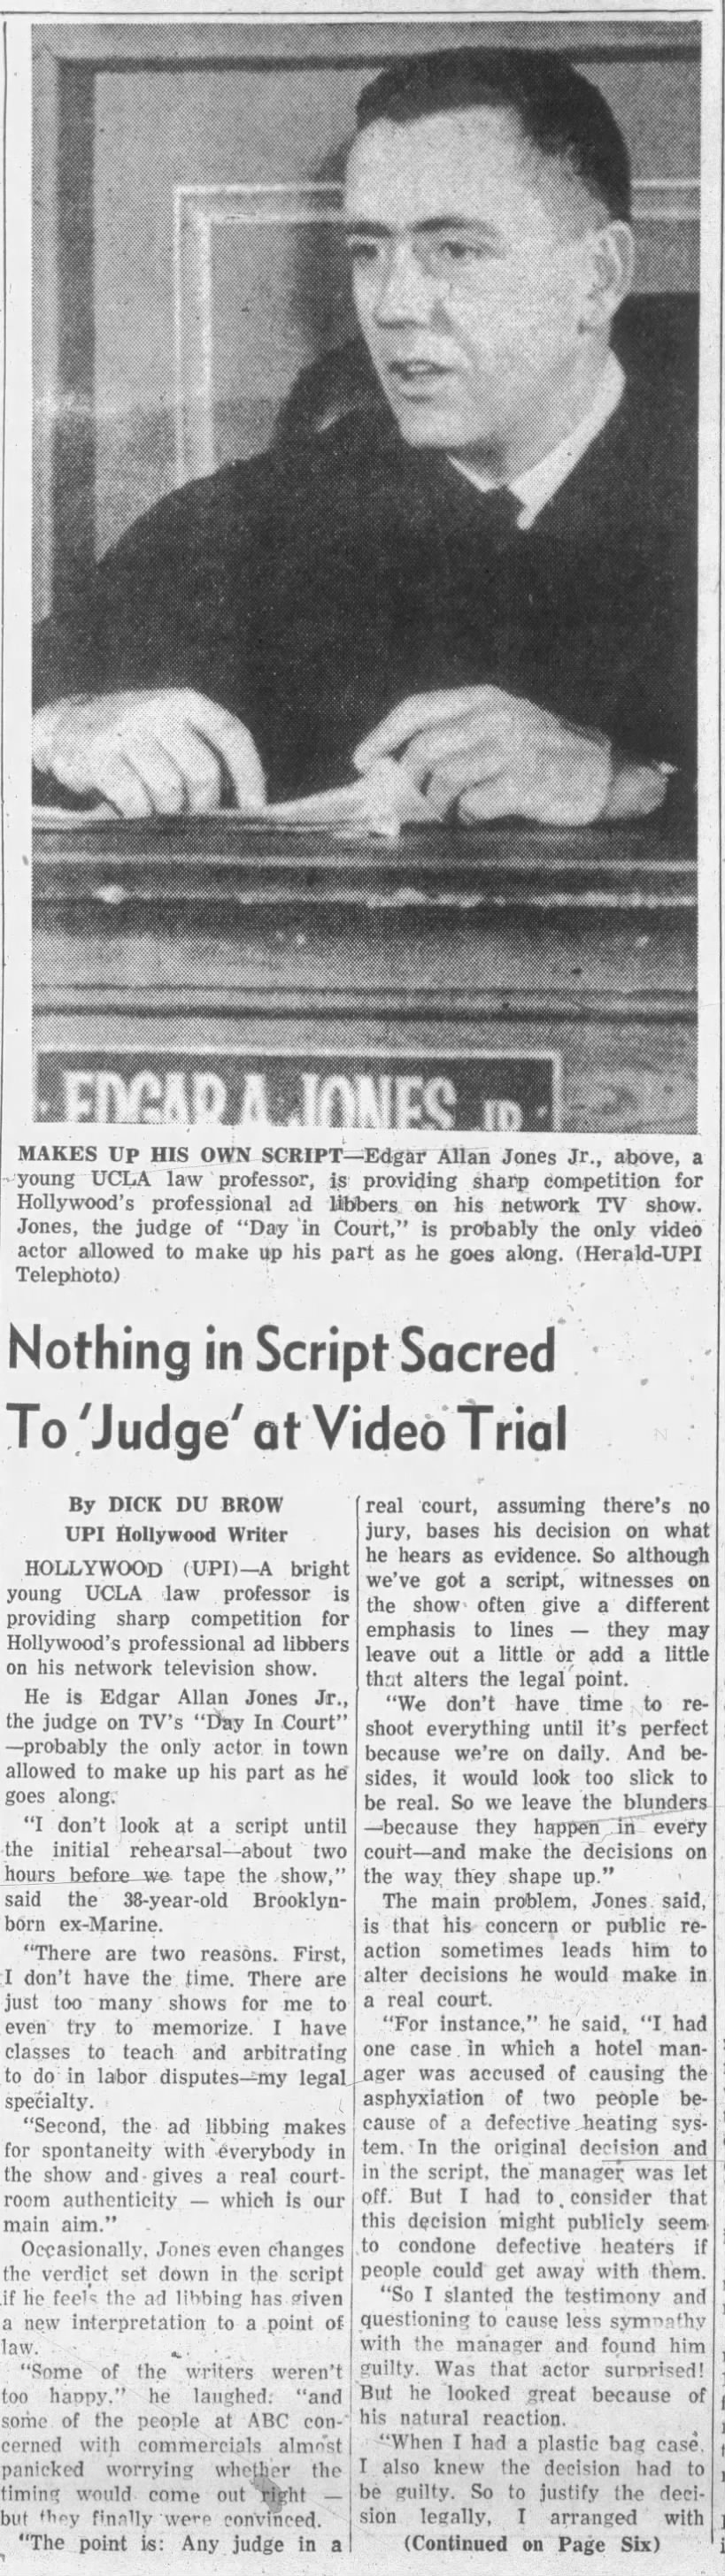 EDGAR A. JONES JR.
MAKES UP HIS OWN SCRIPT—Edgar Allan Jones Jr., above, a
young UCLA law professor, is providing sharp competition for
Hollywood's professional ad libbers on his network TV show.
Jones, the judge of "Day in Court," is probably the only video
actor allowed to make up his part as he goes along. (Herald-UPI
Telephoto)
Nothing in Script Sacred
To 'Judge' at Video Trial
By DICK DU BROW
UPI Hollywood Writer
HOLLYWOOD (UPI)—A bright
young UCLA law professor is
providing sharp competition for
Hollywood's professional ad libbers
on his network television show.
He is Edgar Allan Jones Jr.,
the judge on TV's "Day In Court"
—probably the only actor in town
allowed to make up his part as he
goes along.
"I don't look at a script until
the initial rehearsal—about two
hours before we tape the show,"
said the 38-year-old Brooklyn-
born ex-Marine.
"There are two reasons. First,
I don't have the time. There are
just too many shows for me to
even try to memorize. I have
classes to teach and arbitrating
to do in labor disputes—my legal
specialty.
"Second, the ad libbing makes
for spontaneity with everybody in
the show and gives a real court-
room authenticity — which is our
main aim."
Occasionally, Jones even changes
the verdict set down in the script
if he feels the ad libbing has given
a new interpretation to a point of
law.
"Some of the writers weren't
too happy," he laughed: "and
some of the people at ABC con-
cerned with commercials almost
panicked worrying whether the
timing would come out right —
but they finally were convinced.
"The point is: Any judge in a
real court, assuming there's no
jury, bases his decision on what
he hears as evidence. So although
we've got a script, witnesses on
the show often give a different
emphasis to lines — they may
leave out a little or add a little
that alters the legal point.
"We don't have time to re-
shoot everything until it's perfect
because we're on daily. And be-
sides, it would look too slick to
be real. So we leave the blunders
—because they happen in every
court—and make the decisions on
the way they shape up."
The main problem, Jones said,
is that his concern or public re-
action sometimes leads him to
alter decisions he would make in
a real court.
"For instance," he said, "I had
one case in which a hotel man-
ager was accused of causing the
asphyxiation of two people be-
cause of a defective heating sys-
tem. In the original decision and
in the script, the manager was let
off. But I had to consider that
this decision might publicly seem
to condone defective heaters if
people could get away with them.
"So I slanted the testimony and
questioning to cause less sympathy
with the manager and found him
guilty. Was that actor surprised!
But he looked great because of
his natural reaction.
"When I had a plastic bag case,
I also knew the decision had to
be guilty. So to justify the deci-
sion legally, I arranged with
(Continued on Page Six)